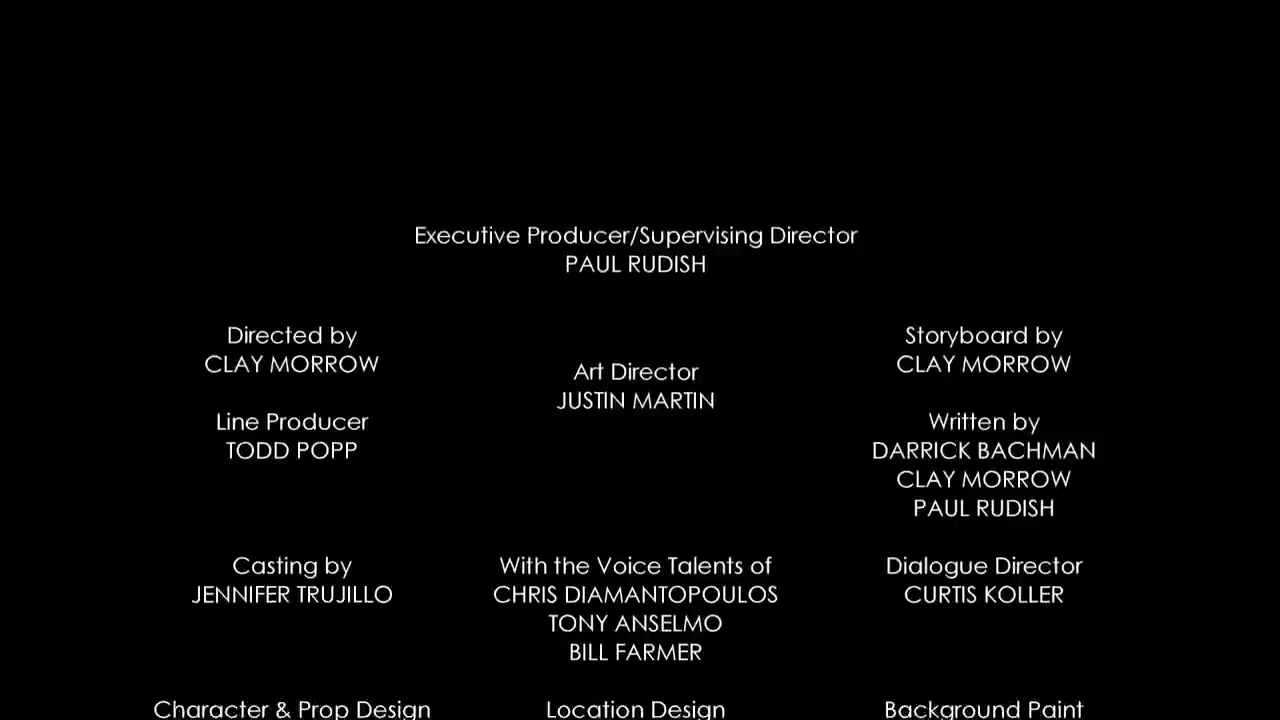 Executive Producer/Supervising Director
PAUL RUDISH
Directed by
CLAY MORROW
Art Director
JUSTIN MARTIN
Storyboard by
CLAY MORROW
Line Producer
TODD POPP
Written by
DARRICK BACHMAN
CLAY MORROW
PAUL RUDISH
Casting by
JENNIFER TRUJILLO
With the Voice Talents of
CHRIS DIAMANTOPOULOS
TONY ANSELMO
BILL FARMER
Dialogue Director
CURTIS KOLLER
Character & Prop Design
Location Design
Background Paint